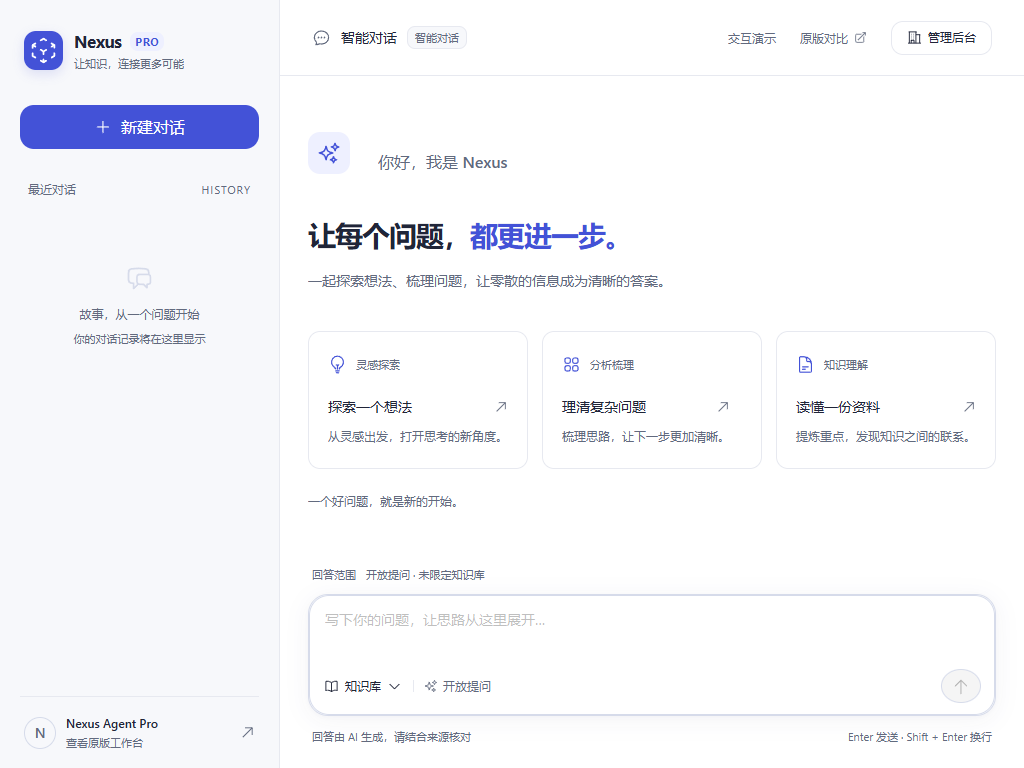 Nexus PRO
让知识，连接更多可能
新建对话
最近对话 HISTORY
故事，从一个问题开始
你的对话记录将在这里显示
N
Nexus Agent Pro
查看原版工作台
智能对话 智能对话
交互演示 原版对比 管理后台
你好，我是 Nexus
让每个问题，都更进一步。
一起探索想法、梳理问题，让零散的信息成为清晰的答案。
灵感探索
探索一个想法
从灵感出发，打开思考的新角度。
分析梳理
理清复杂问题
梳理思路，让下一步更加清晰。
知识理解
读懂一份资料
提炼重点，发现知识之间的联系。
一个好问题，就是新的开始。
回答范围 开放提问 · 未限定知识库
写下你的问题，让思路从这里展开...
知识库 开放提问
回答由 AI 生成，请结合来源核对
Enter 发送 · Shift + Enter 换行